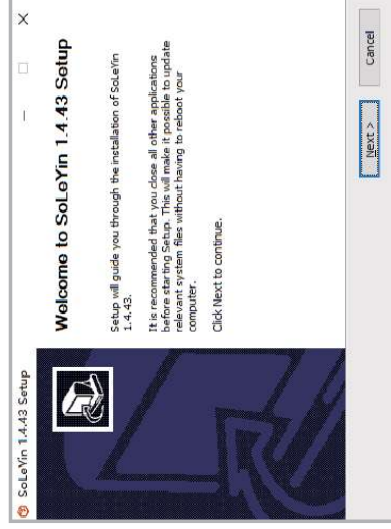 SoLeYin 1.4.43 Setup
Welcome to SoLeYin 1.4.43 Setup
Setup will guide you through the installation of SoLeYin
1.4.43.
It is recommended that you close all other applications
before starting Setup. This will make it possible to update
relevant system files without having to reboot your
computer.
Click Next to continue.
Next >
Cancel